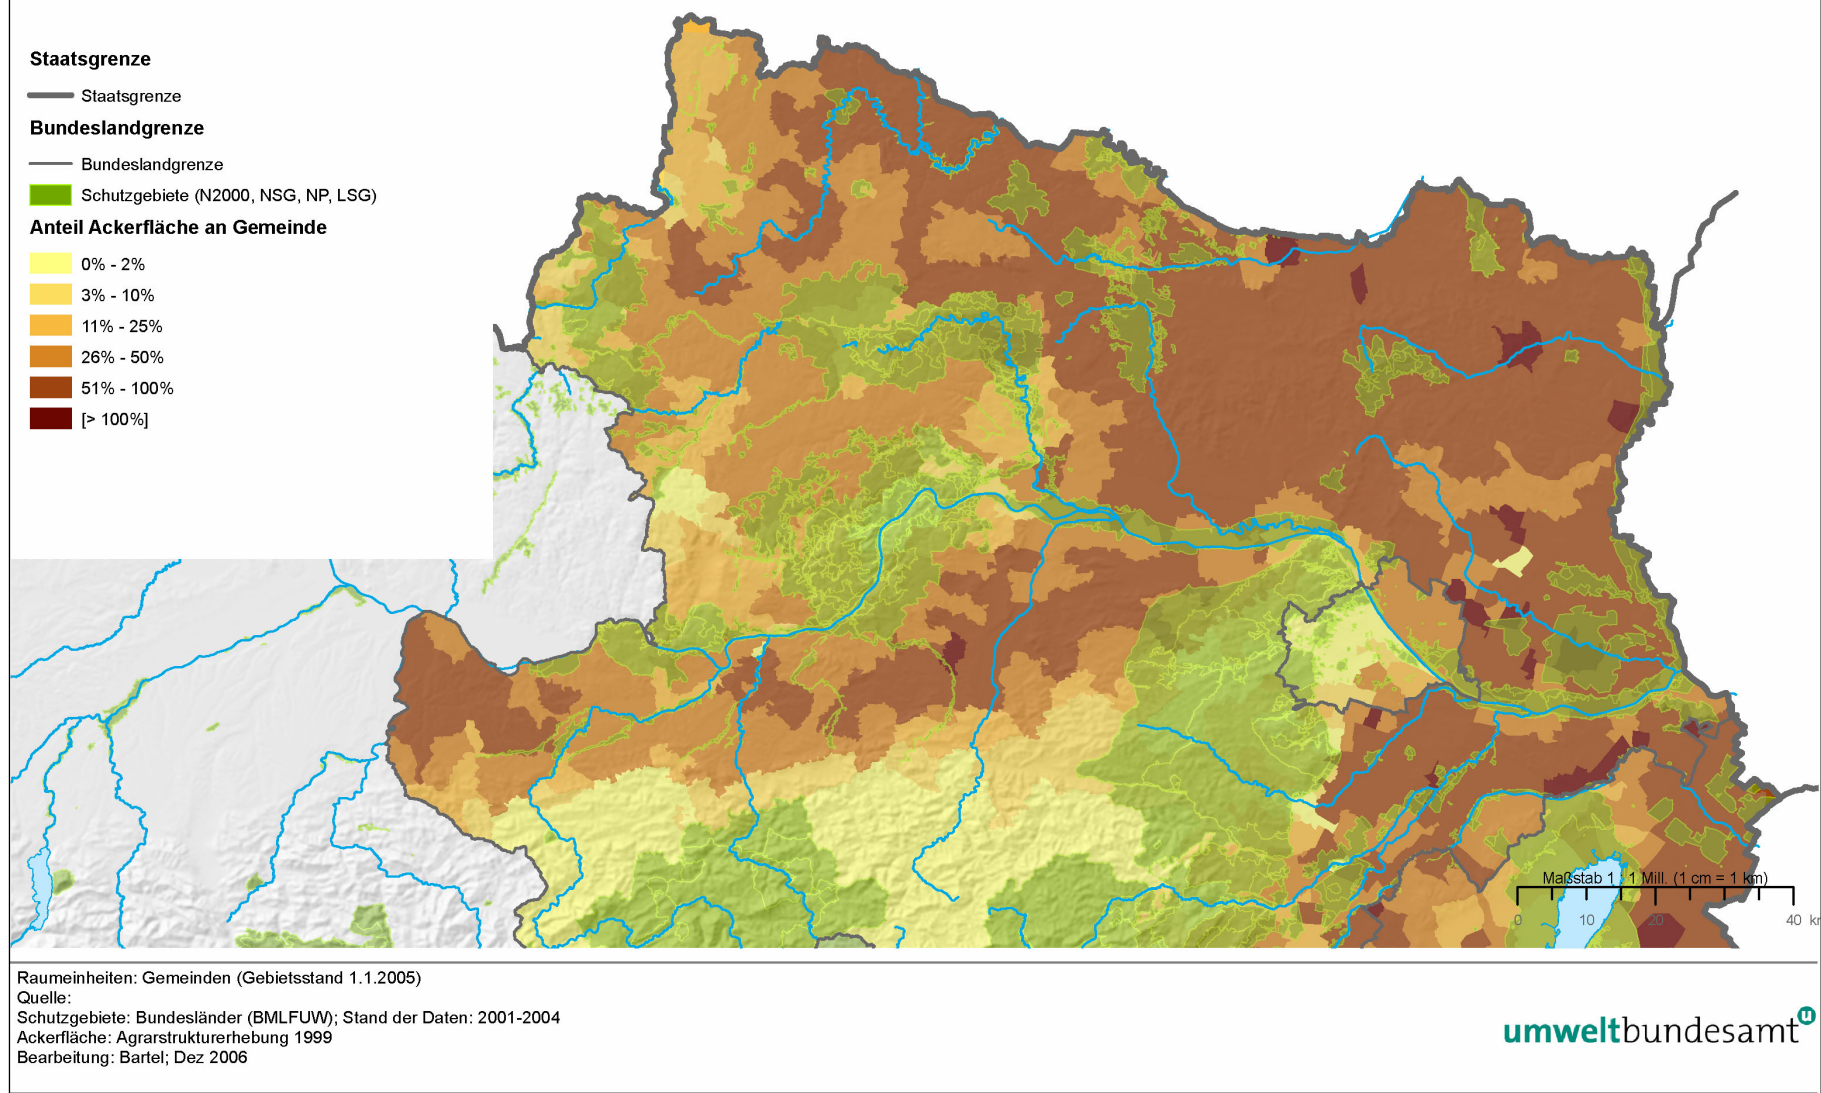 Staatsgrenze
Staatsgrenze
Bundeslandgrenze
Bundeslandgrenze
Schutzgebiete (N2000, NSG, NP, LSG)
Anteil Ackerfläche an Gemeinde
0% - 2%
3% - 10%
11% - 25%
26% - 50%
51% - 100%
[> 100%]
Maßstab 1 : 1 Mill. (1 cm = 1 km)
0 10 20 40 km
Raumeinheiten: Gemeinden (Gebietsstand 1.1.2005)
Quelle:
Schutzgebiete: Bundesländer (BMLFUW); Stand der Daten: 2001-2004
Ackerfläche: Agrarstrukturerhebung 1999
Bearbeitung: Bartel; Dez 2006
umweltbundesamt u